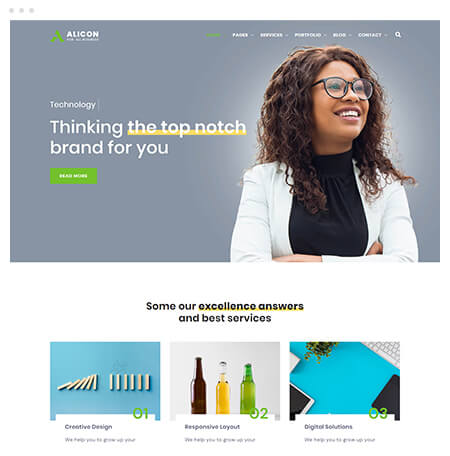 ALICON
FOR ALL BUSINESS
HOME PAGES SERVICES PORTFOLIO BLOG CONTACT
Technology
Thinking the top notch
brand for you
READ MORE
Some our excellence answers
and best services
01 02 03
Creative Design Responsive Layout Digital Solutions
We help you to grow up your We help you to grow up your We help you to grow up your